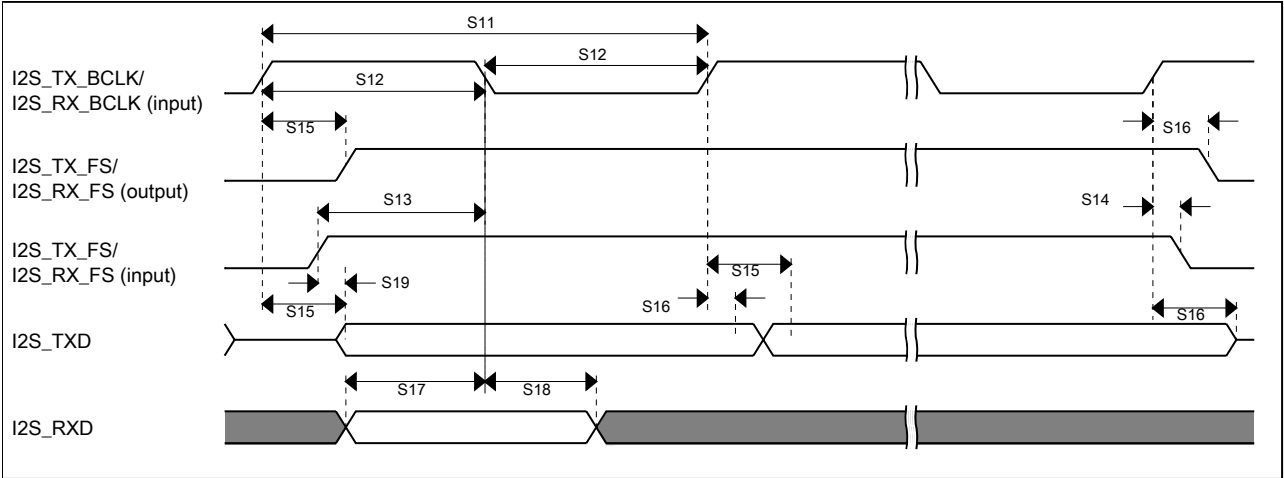 S11
S12
I2S_TX_BCLK/
I2S_RX_BCLK (input)
S12
S15
S16
I2S_TX_FS/
I2S_RX_FS (output)
S13
S14
I2S_TX_FS/
I2S_RX_FS (input)
S15
S19
S15
S16
S16
I2S_TXD
S17
S18
I2S_RXD